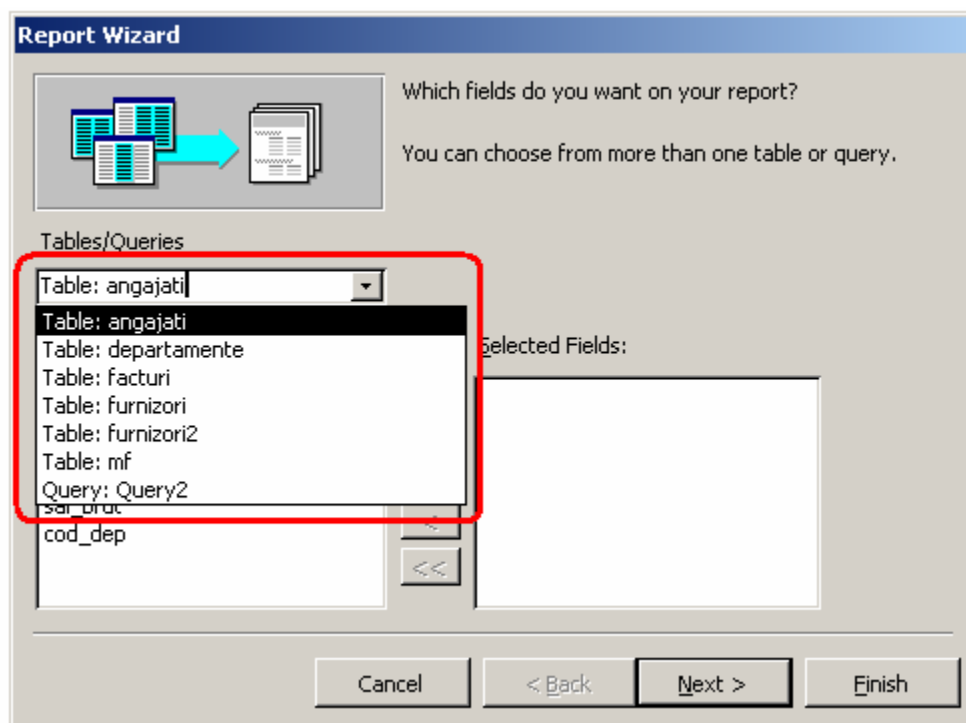 Report Wizard
Which fields do you want on your report?
You can choose from more than one table or query.
Tables/Queries
Table: angajati
Table: angajati
Table: departamente
Table: facturi
Table: furnizori
Table: furnizori2
Table: mf
Query: Query2
sal_brut
cod_dep
Selected Fields:
<
<<
Cancel
< Back
Next >
Finish